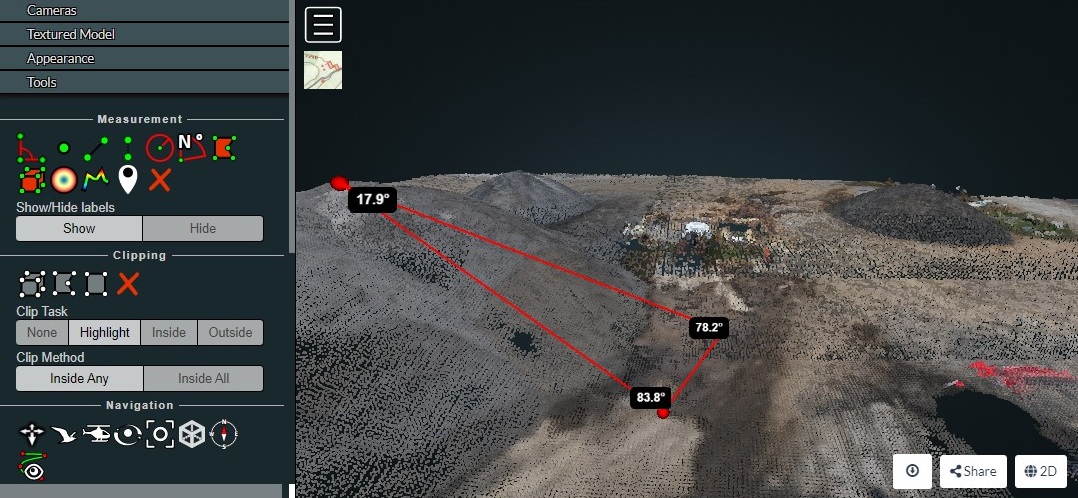 Cameras
Textured Model
Appearance
Tools
Measurement
N °
Show/Hide labels
Show Hide
Clipping
Clip Task
None Highlight Inside Outside
Clip Method
Inside Any Inside All
Navigation
N
W E
S
17.9°
78.2°
83.8°
Share 2D